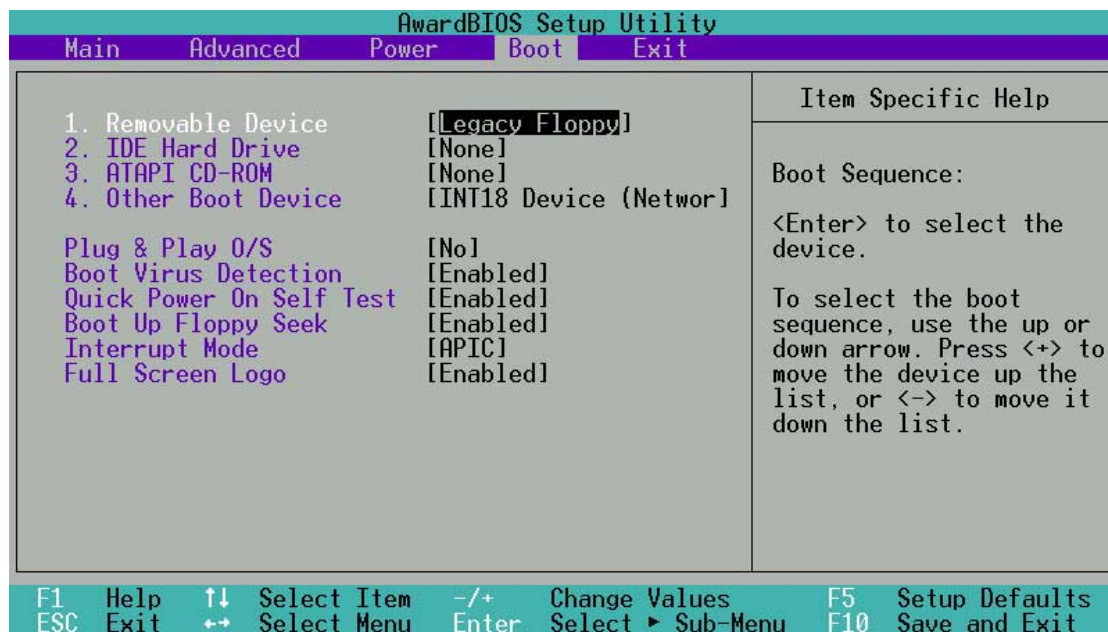 AwardBIOS Setup Utility
Main Advanced Power Boot Exit
1. Removable Device [Legacy Floppy]
2. IDE Hard Drive [None]
3. ATAPI CD-ROM [None]
4. Other Boot Device [INT18 Device (Networ]
Plug & Play O/S [No]
Boot Virus Detection [Enabled]
Quick Power On Self Test [Enabled]
Boot Up Floppy Seek [Enabled]
Interrupt Mode [APIC]
Full Screen Logo [Enabled]
Item Specific Help
Boot Sequence:
<Enter> to select the
device.
To select the boot
sequence, use the up or
down arrow. Press <+> to
move the device up the
list, or <-> to move it
down the list.
F1 Help ↑↓ Select Item -/+ Change Values F5 Setup Defaults
ESC Exit ←→ Select Menu Enter Select ► Sub-Menu F10 Save and Exit